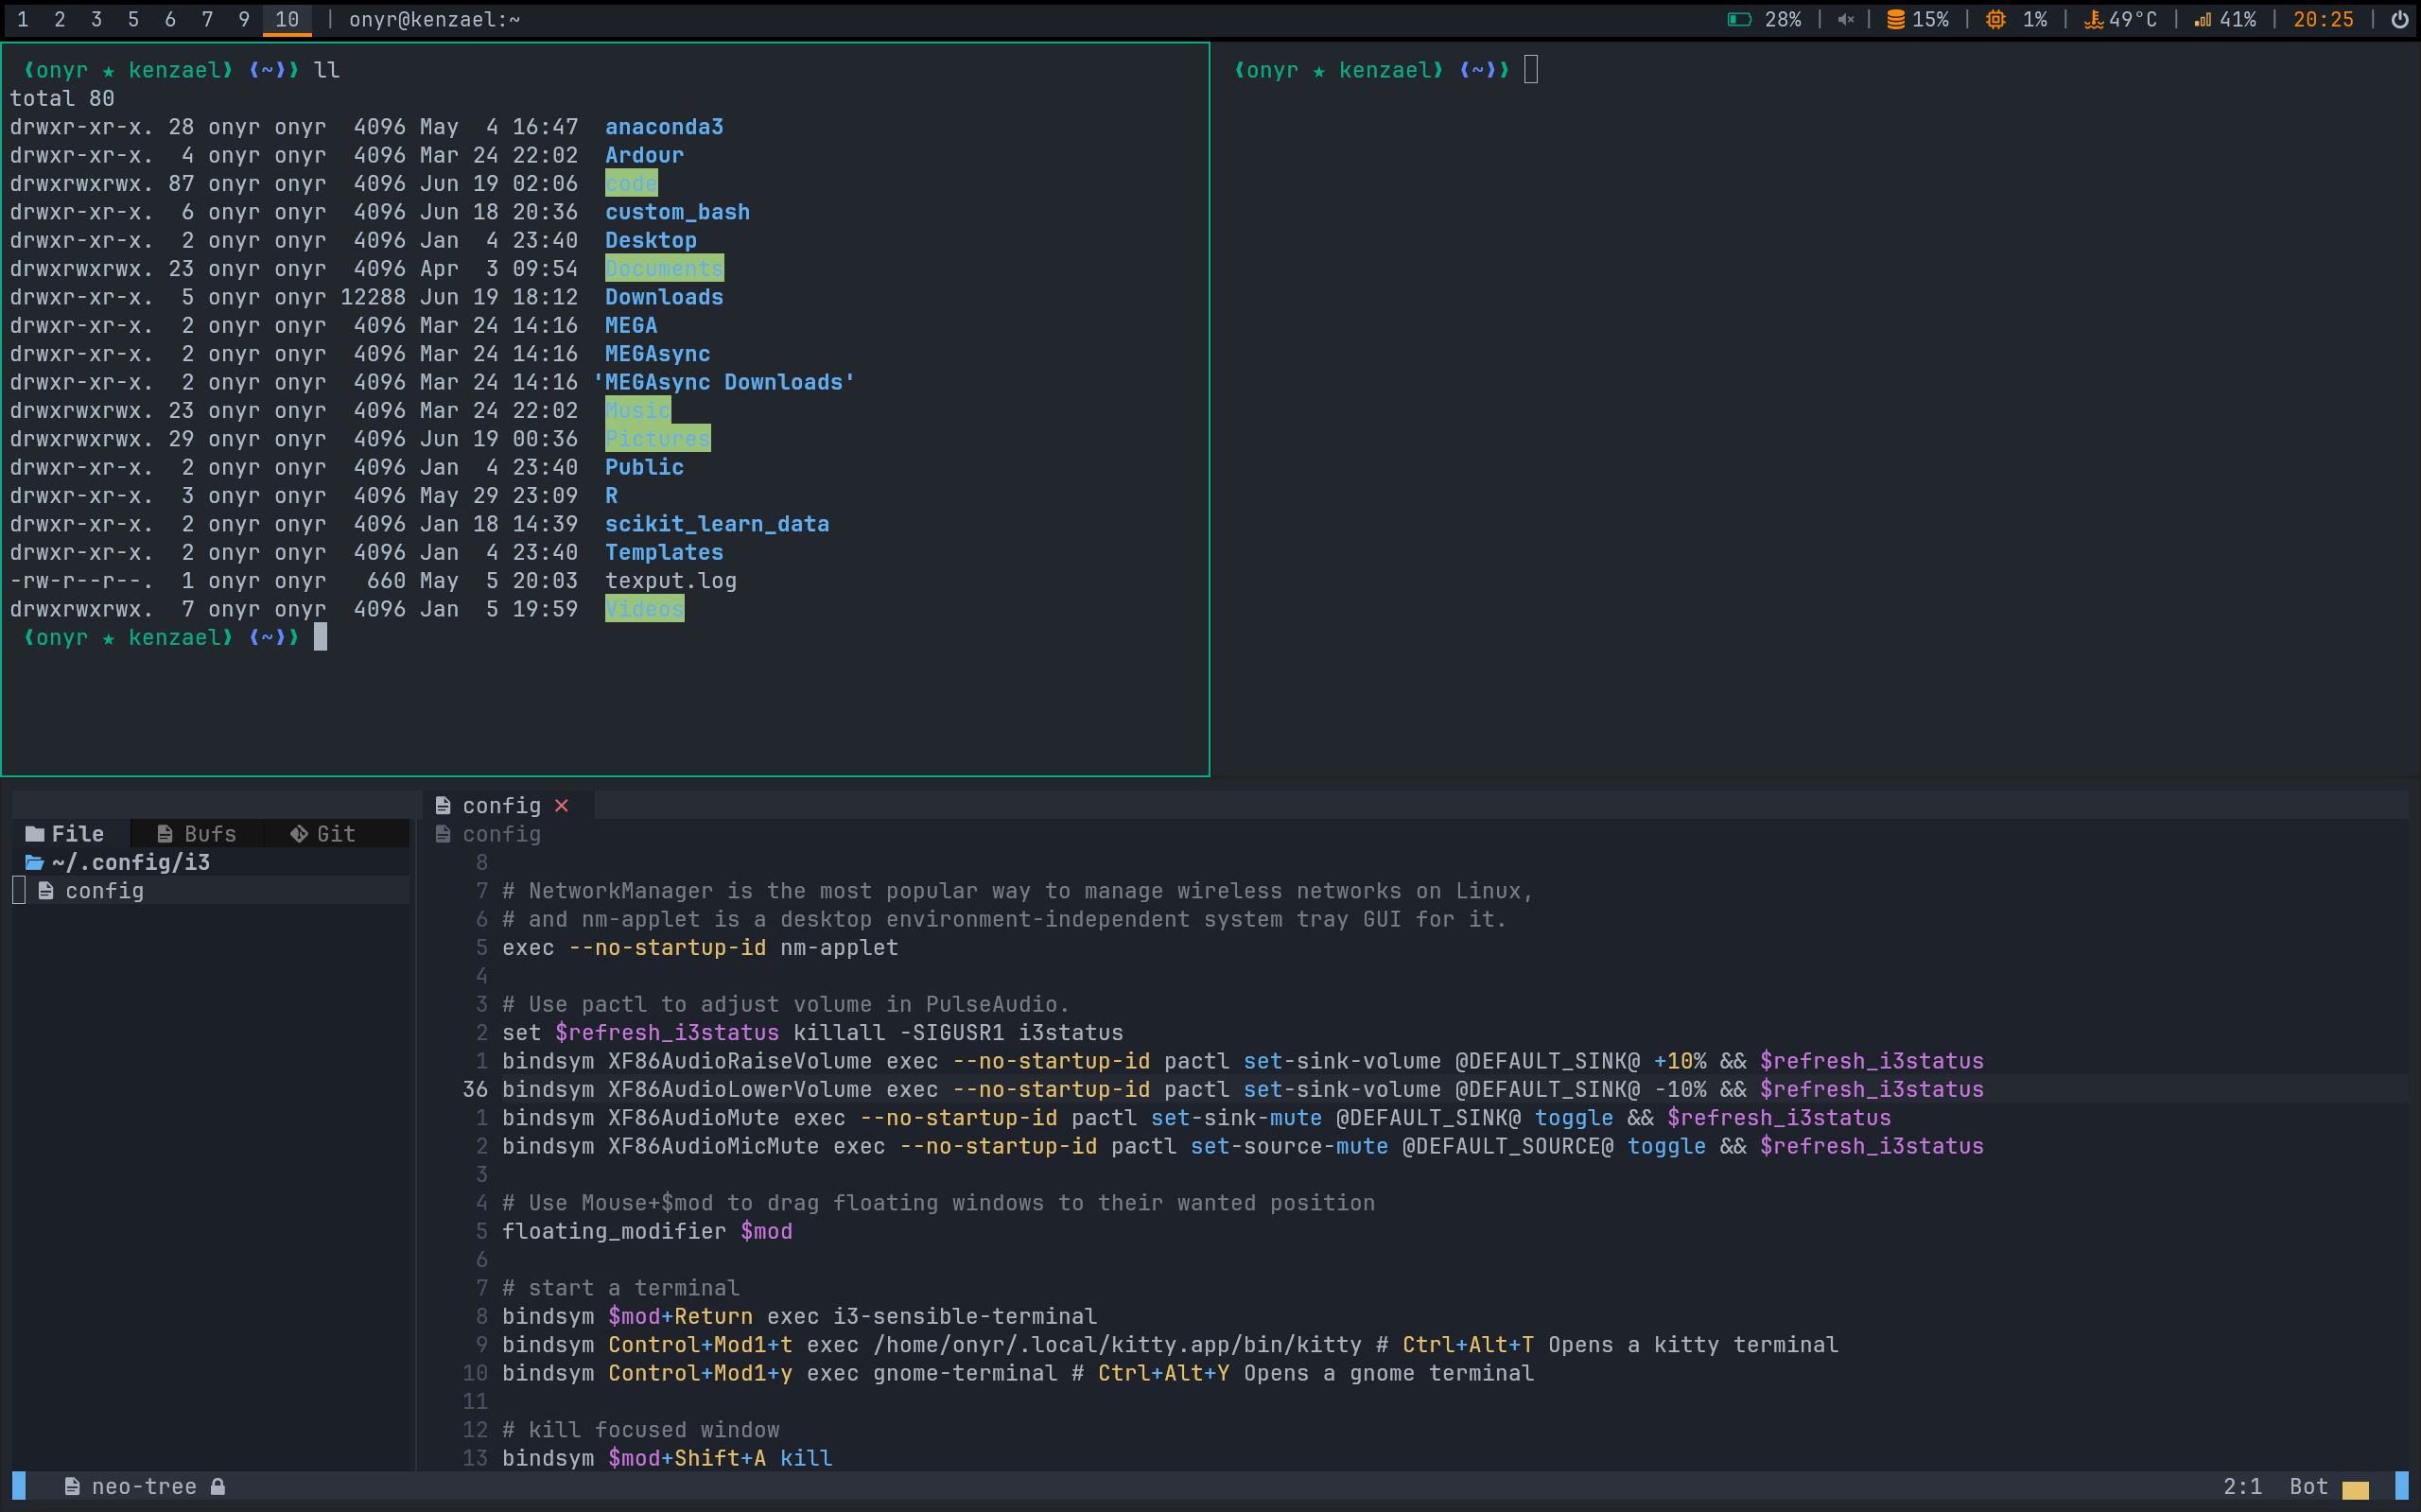 1 2 3 5 6 7 9 10 | onyr@kenzael:~ 28% | | 15% | 1% | 49°C | 41% | 20:25 |
❨onyr ★ kenzael❩ ❨~❩❩ ll
total 80
drwxr-xr-x. 28 onyr onyr  4096 May  4 16:47  anaconda3
drwxr-xr-x.  4 onyr onyr  4096 Mar 24 22:02  Ardour
drwxrwxrwx. 87 onyr onyr  4096 Jun 19 02:06  code
drwxr-xr-x.  6 onyr onyr  4096 Jun 18 20:36  custom_bash
drwxr-xr-x.  2 onyr onyr  4096 Jan  4 23:40  Desktop
drwxrwxrwx. 23 onyr onyr  4096 Apr  3 09:54  Documents
drwxr-xr-x.  5 onyr onyr 12288 Jun 19 18:12  Downloads
drwxr-xr-x.  2 onyr onyr  4096 Mar 24 14:16  MEGA
drwxr-xr-x.  2 onyr onyr  4096 Mar 24 14:16  MEGAsync
drwxr-xr-x.  2 onyr onyr  4096 Mar 24 14:16 'MEGAsync Downloads'
drwxrwxrwx. 23 onyr onyr  4096 Mar 24 22:02  Music
drwxrwxrwx. 29 onyr onyr  4096 Jun 19 00:36  Pictures
drwxr-xr-x.  2 onyr onyr  4096 Jan  4 23:40  Public
drwxr-xr-x.  3 onyr onyr  4096 May 29 23:09  R
drwxr-xr-x.  2 onyr onyr  4096 Jan 18 14:39  scikit_learn_data
drwxr-xr-x.  2 onyr onyr  4096 Jan  4 23:40  Templates
-rw-r--r--.  1 onyr onyr   660 May  5 20:03  texput.log
drwxrwxrwx.  7 onyr onyr  4096 Jan  5 19:59  Videos
❨onyr ★ kenzael❩ ❨~❩❩
❨onyr ★ kenzael❩ ❨~❩❩
File Bufs Git
~/.config/i3
config
config ✕
config
8
7 # NetworkManager is the most popular way to manage wireless networks on Linux,
6 # and nm-applet is a desktop environment-independent system tray GUI for it.
5 exec --no-startup-id nm-applet
4
3 # Use pactl to adjust volume in PulseAudio.
2 set $refresh_i3status killall -SIGUSR1 i3status
1 bindsym XF86AudioRaiseVolume exec --no-startup-id pactl set-sink-volume @DEFAULT_SINK@ +10% && $refresh_i3status
36 bindsym XF86AudioLowerVolume exec --no-startup-id pactl set-sink-volume @DEFAULT_SINK@ -10% && $refresh_i3status
1 bindsym XF86AudioMute exec --no-startup-id pactl set-sink-mute @DEFAULT_SINK@ toggle && $refresh_i3status
2 bindsym XF86AudioMicMute exec --no-startup-id pactl set-source-mute @DEFAULT_SOURCE@ toggle && $refresh_i3status
3
4 # Use Mouse+$mod to drag floating windows to their wanted position
5 floating_modifier $mod
6
7 # start a terminal
8 bindsym $mod+Return exec i3-sensible-terminal
9 bindsym Control+Mod1+t exec /home/onyr/.local/kitty.app/bin/kitty # Ctrl+Alt+T Opens a kitty terminal
10 bindsym Control+Mod1+y exec gnome-terminal # Ctrl+Alt+Y Opens a gnome terminal
11
12 # kill focused window
13 bindsym $mod+Shift+A kill
neo-tree 2:1 Bot